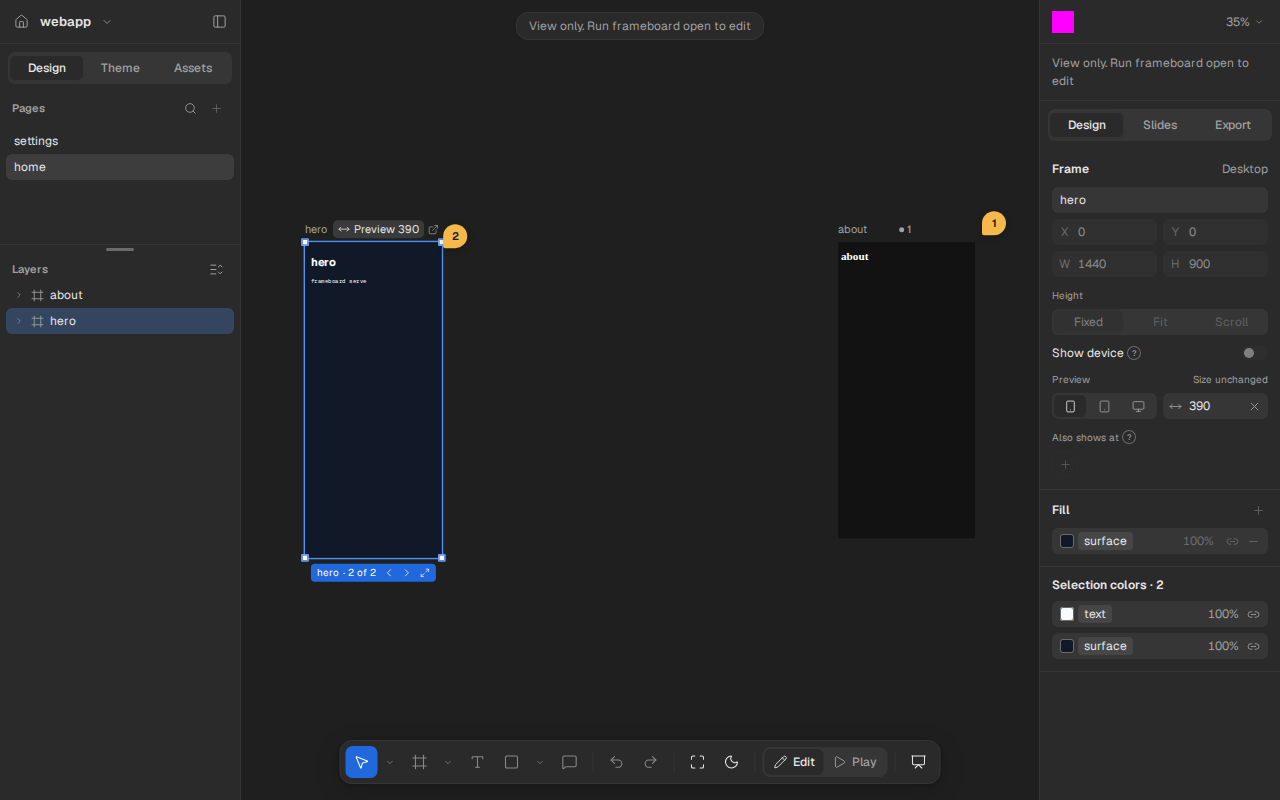 webapp
Design Theme Assets
Pages
settings
home
Layers
about
hero
View only. Run frameboard open to edit
hero Preview 390
2
hero
frameboard serve
hero · 2 of 2
about 1
1
about
Edit Play
35%
View only. Run frameboard open to
edit
Design Slides Export
Frame Desktop
hero
X 0 Y 0
W 1440 H 900
Height
Fixed Fit Scroll
Show device ?
Preview Size unchanged
390
Also shows at ?
Fill
surface 100%
Selection colors · 2
text 100%
surface 100%